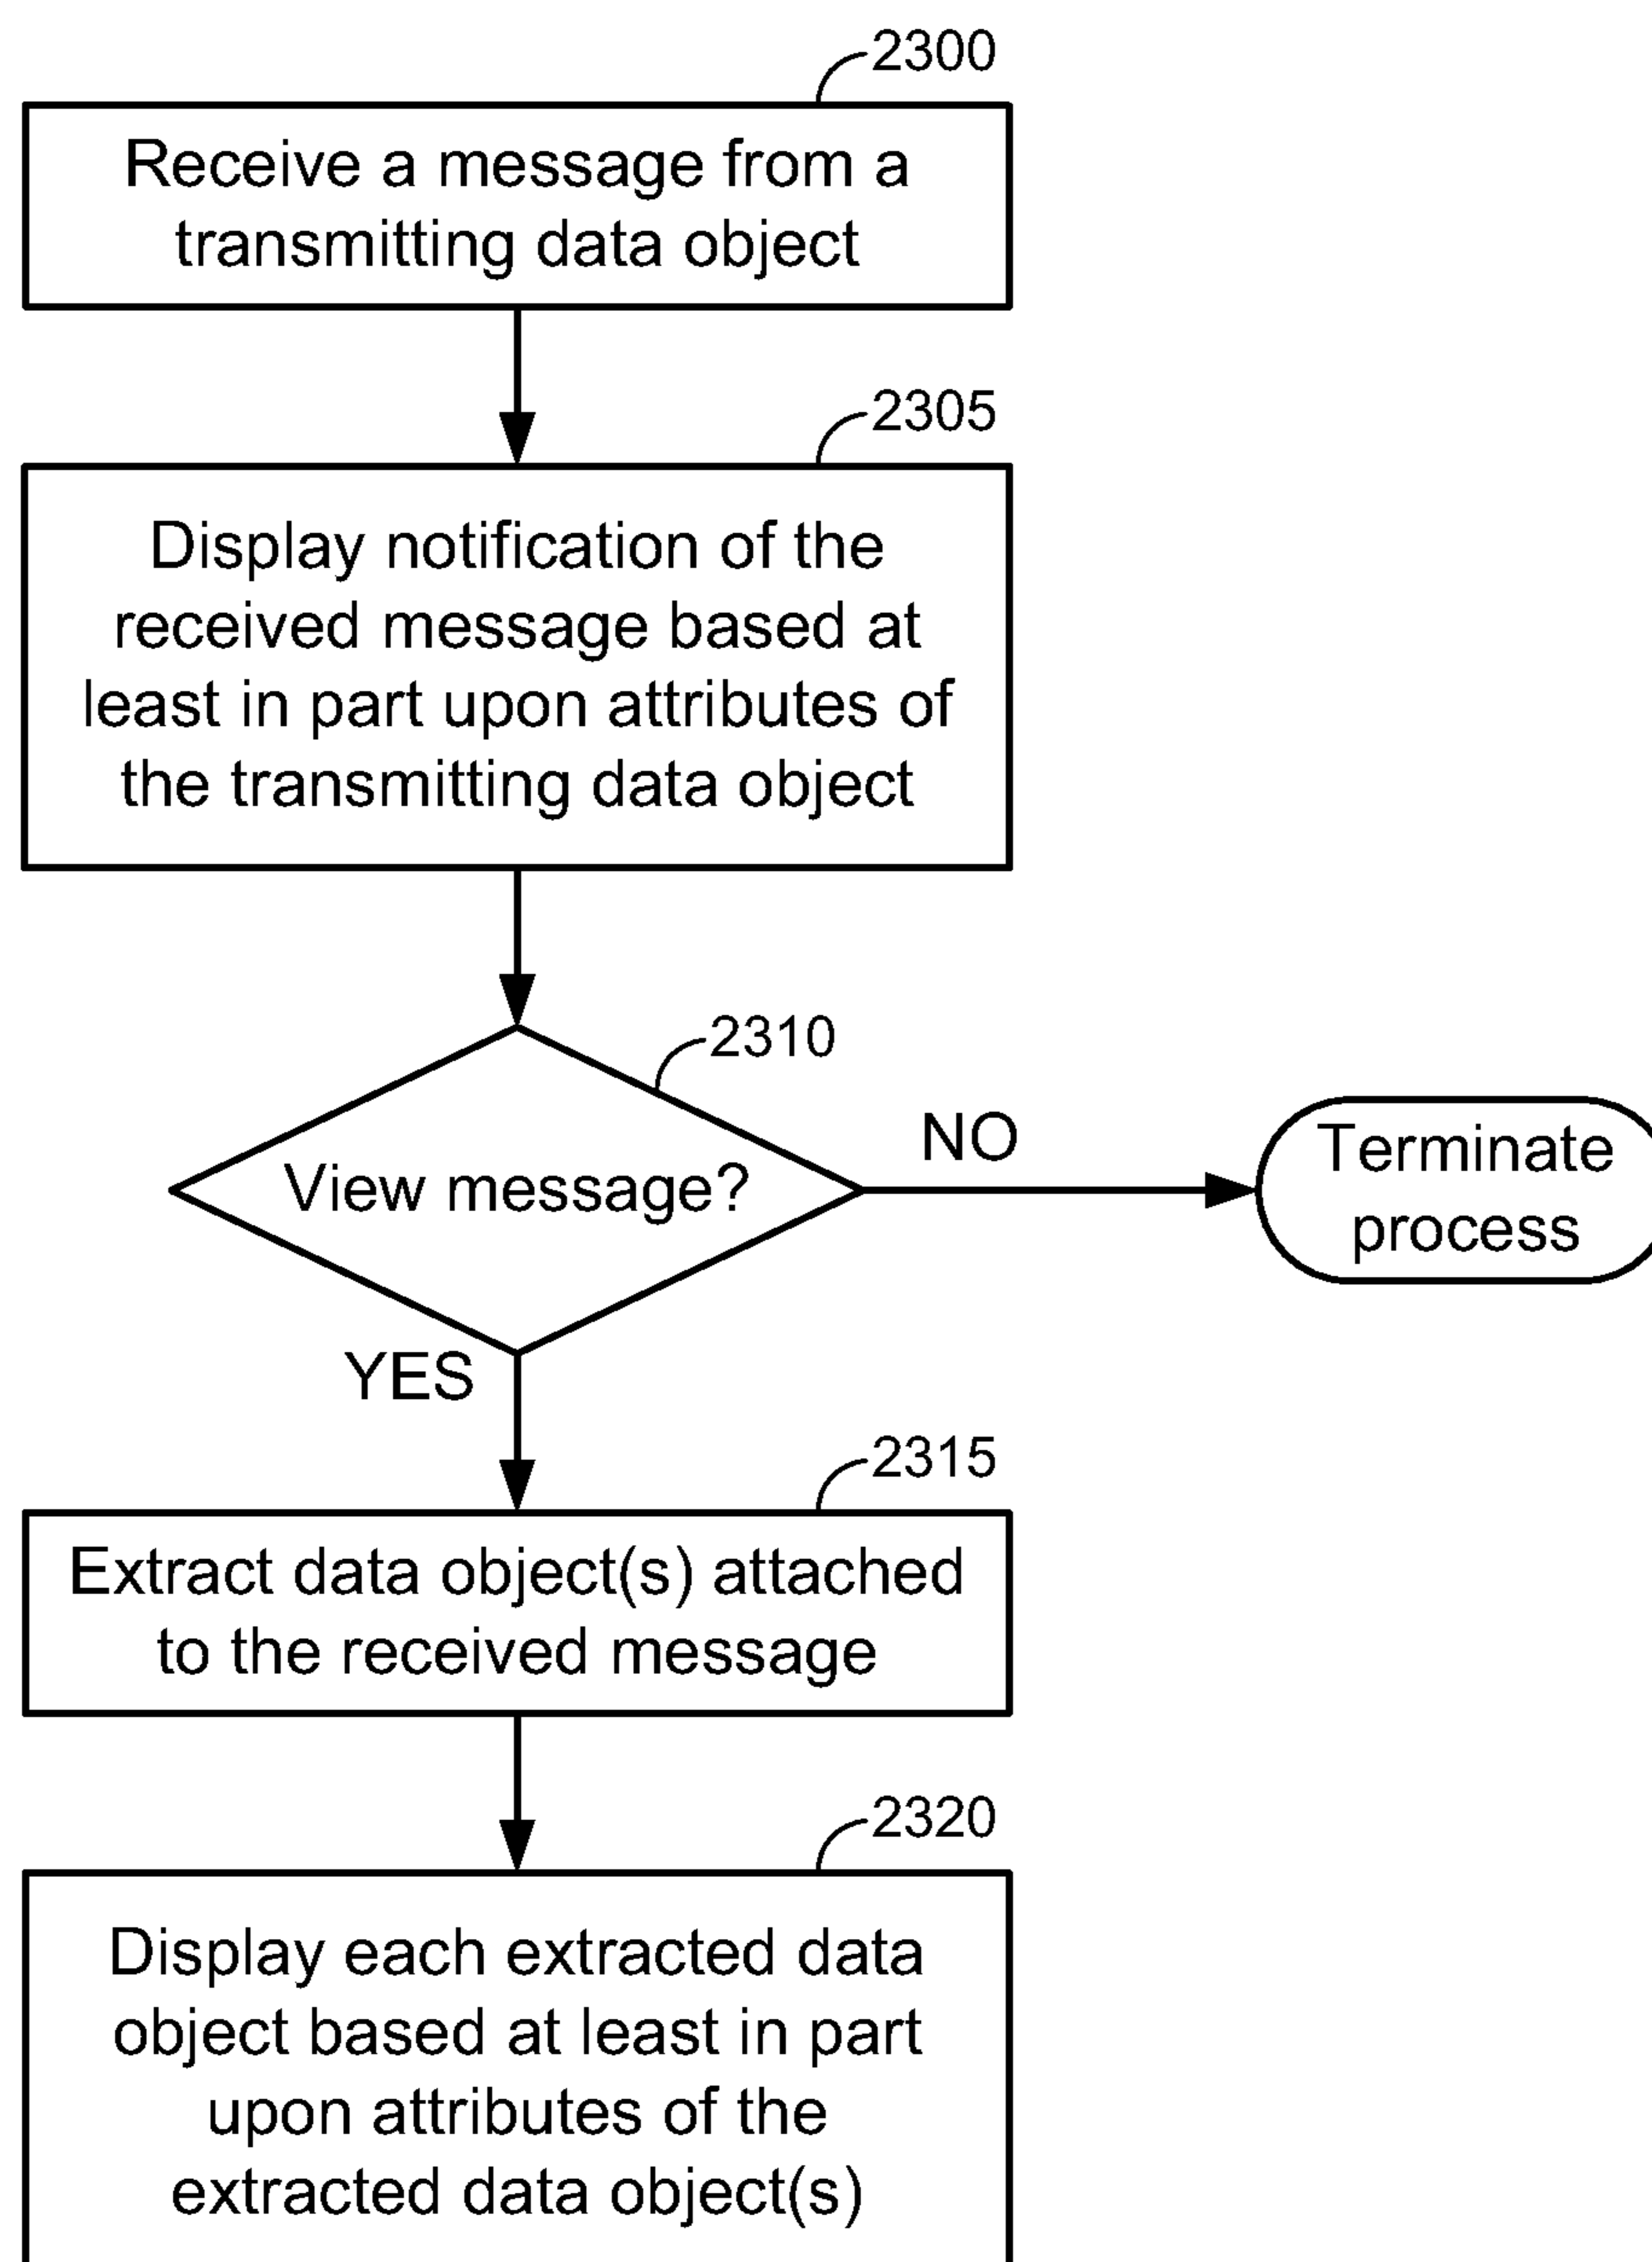 2300
Receive a message from a
transmitting data object
2305
Display notification of the
received message based at
least in part upon attributes of
the transmitting data object
2310
View message?
NO
Terminate
process
YES
2315
Extract data object(s) attached
to the received message
2320
Display each extracted data
object based at least in part
upon attributes of the
extracted data object(s)